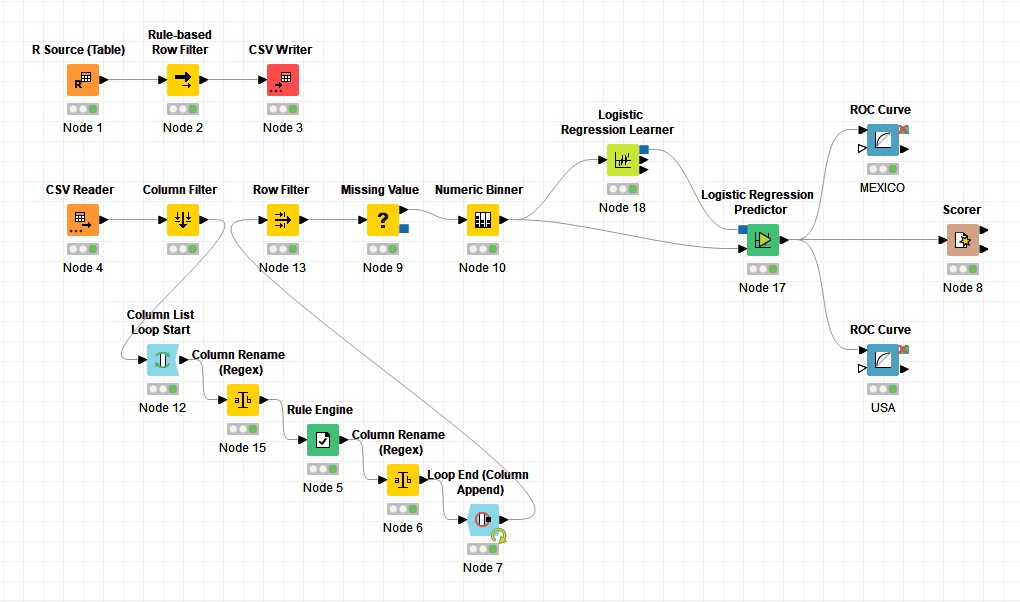 R Source (Table)
Node 1
Rule-based
Row Filter
Node 2
CSV Writer
Node 3
CSV Reader
Node 4
Column Filter
Row Filter
Node 13
Missing Value
?
Node 9
Numeric Binner
Node 10
Logistic
Regression Learner
Node 18
Logistic Regression
Predictor
Node 17
ROC Curve
MEXICO
Scorer
Node 8
ROC Curve
USA
Column List
Loop Start
Node 12
Column Rename
(Regex)
Node 15
Rule Engine
Node 5
Column Rename
(Regex)
Node 6
Loop End (Column
Append)
Node 7